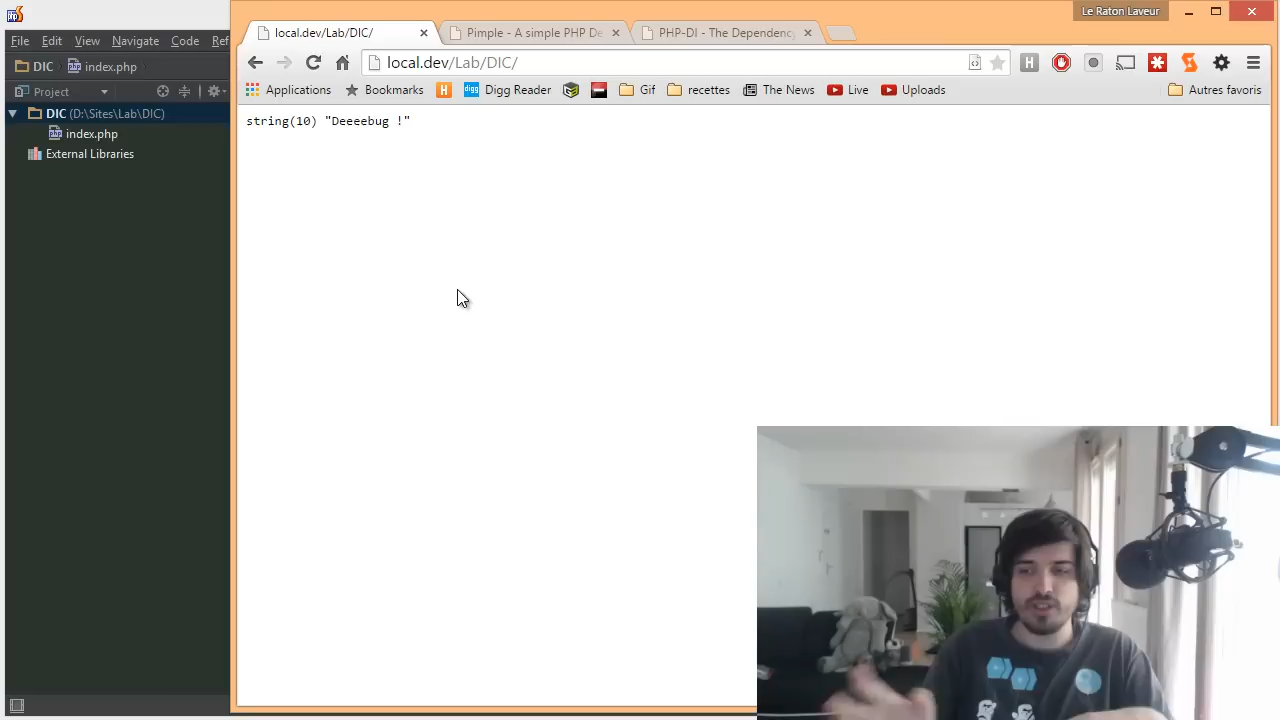 Le Raton Laveur
local.dev/Lab/DIC/
Pimple - A simple PHP De
PHP-DI - The Dependency
File Edit View Navigate Code Ref
local.dev/Lab/DIC/
DIC index.php
Applications Bookmarks Digg Reader Gif recettes The News Live Uploads Autres favoris
Project
DIC (D:\Sites\Lab\DIC)
index.php
External Libraries
string(10) "Deeeebug !"